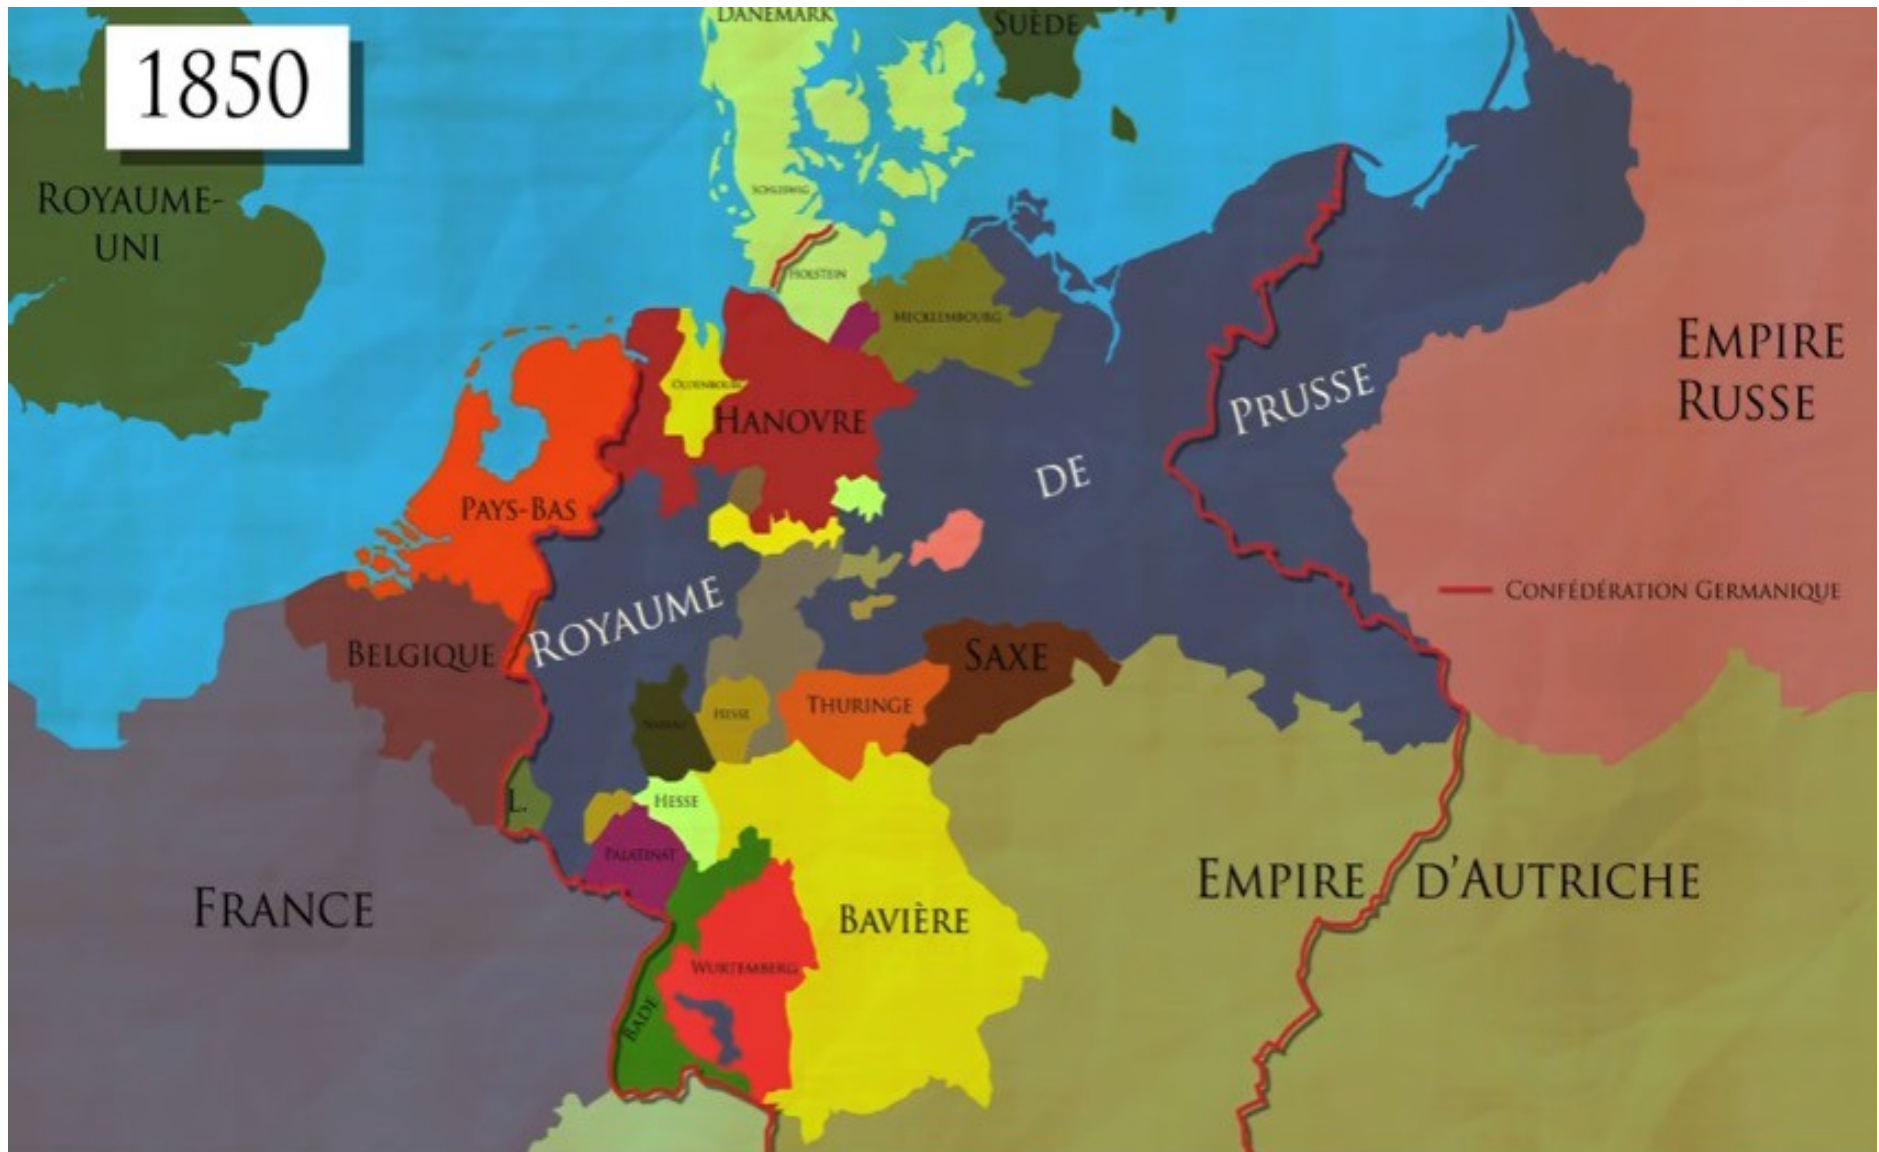 1850
DANEMARK
SUÈDE
ROYAUME-
UNI
SCHLESWIG
HOLSTEIN
MECKLEMBOURG
OLDENBOURG
HANOVRE
EMPIRE
RUSSE
PRUSSE
DE
ROYAUME
PAYS-BAS
CONFÉDÉRATION GERMANIQUE
BELGIQUE
SAXE
THURINGE
NASSAU
HESSE
L.
HESSE
PALATINAT
FRANCE
BAVIÈRE
EMPIRE D'AUTRICHE
WURTEMBERG
BADE